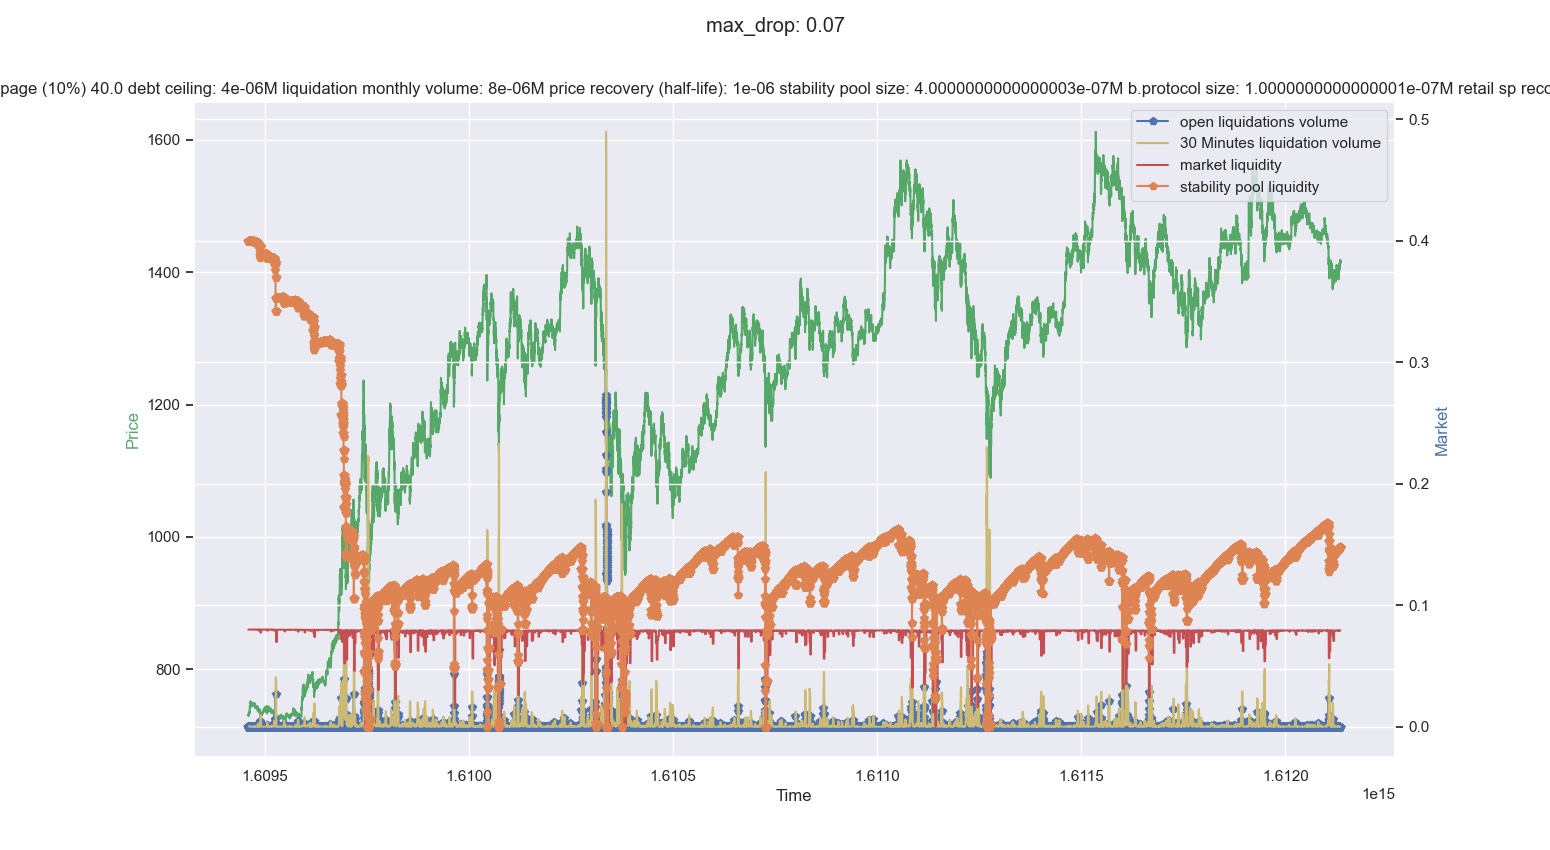 max_drop: 0.07
page (10%) 40.0 debt ceiling: 4e-06M liquidation monthly volume: 8e-06M price recovery (half-life): 1e-06 stability pool size: 4.0000000000000003e-07M b.protocol size: 1.0000000000000001e-07M retail sp reco
open liquidations volume
30 Minutes liquidation volume
market liquidity
stability pool liquidity
1600
1400
1200
1000
800
Price
0.5
0.4
0.3
0.2
0.1
0.0
Market
1.6095 1.6100 1.6105 1.6110 1.6115 1.6120
Time
1e15